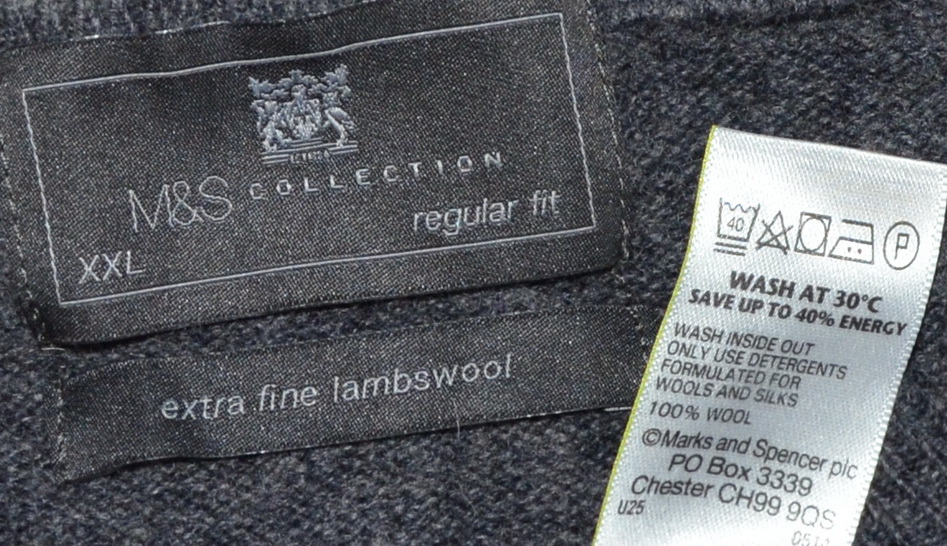 M&S COLLECTION
regular fit
XXL
extra fine lambswool
40
P
WASH AT 30°C
SAVE UP TO 40% ENERGY
WASH INSIDE OUT
ONLY USE DETERGENTS
FORMULATED FOR
WOOLS AND SILKS
100% WOOL
©Marks and Spencer plc
PO Box 3339
Chester CH99 9QS
U25